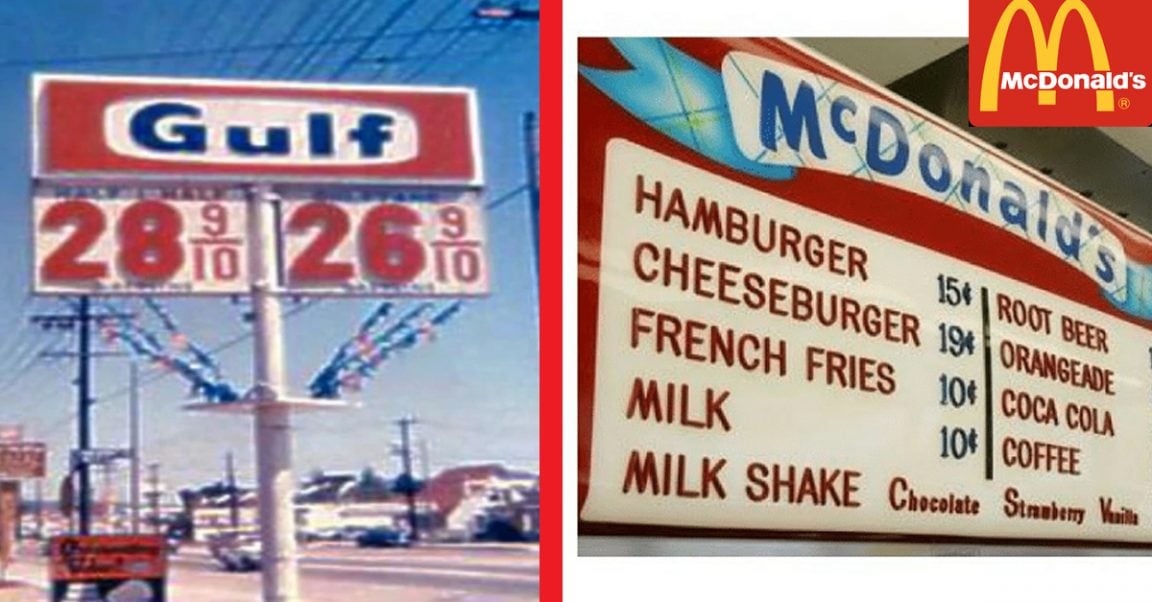 Gulf
28 9/10 26 9/10
McDonald's
McDonald's
HAMBURGER 15¢
CHEESEBURGER 19¢
FRENCH FRIES 10¢
MILK 10¢
MILK SHAKE Chocolate Strawberry Vanilla
ROOT BEER
ORANGEADE
COCA COLA
COFFEE